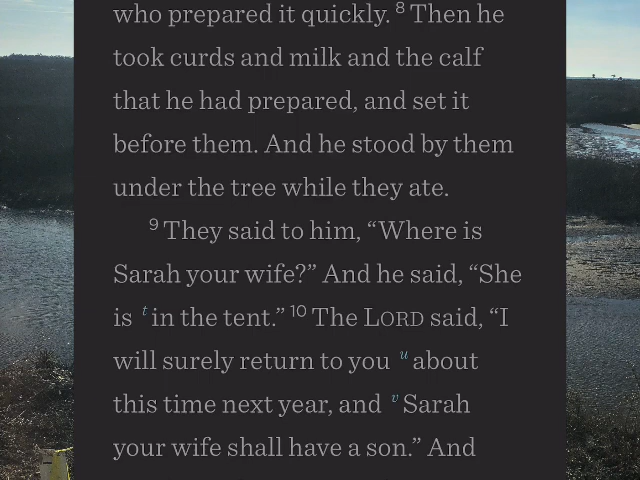 who prepared it quickly. 8 Then he
took curds and milk and the calf
that he had prepared, and set it
before them. And he stood by them
under the tree while they ate.
9 They said to him, “Where is
Sarah your wife?” And he said, “She
is t in the tent.” 10 The LORD said, “I
will surely return to you u about
this time next year, and v Sarah
your wife shall have a son.” And